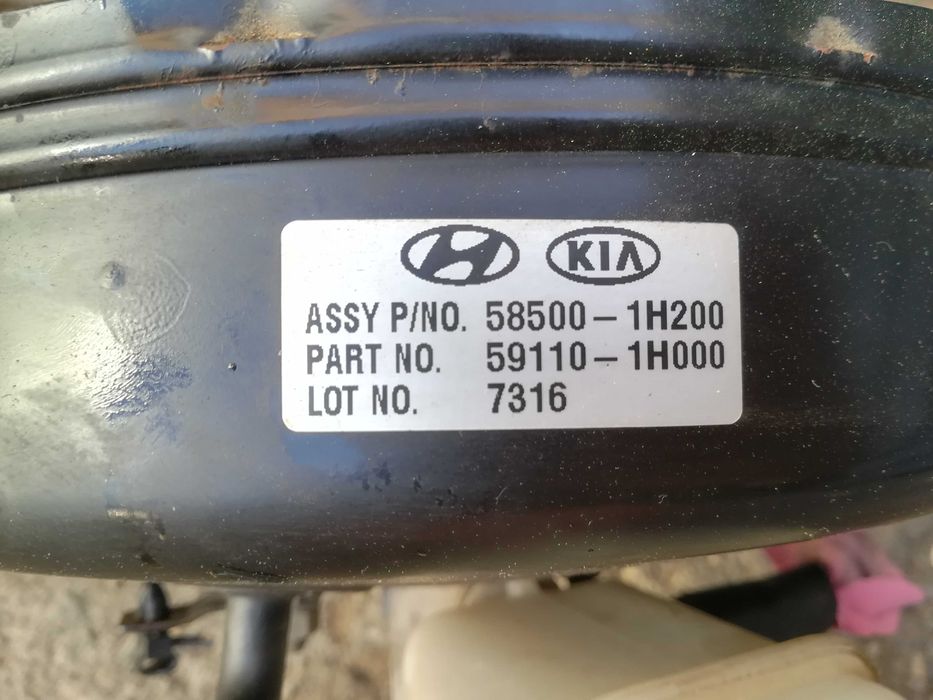 KIA
ASSY P/NO. 58500-1H200
PART NO. 59110-1H000
LOT NO. 7316